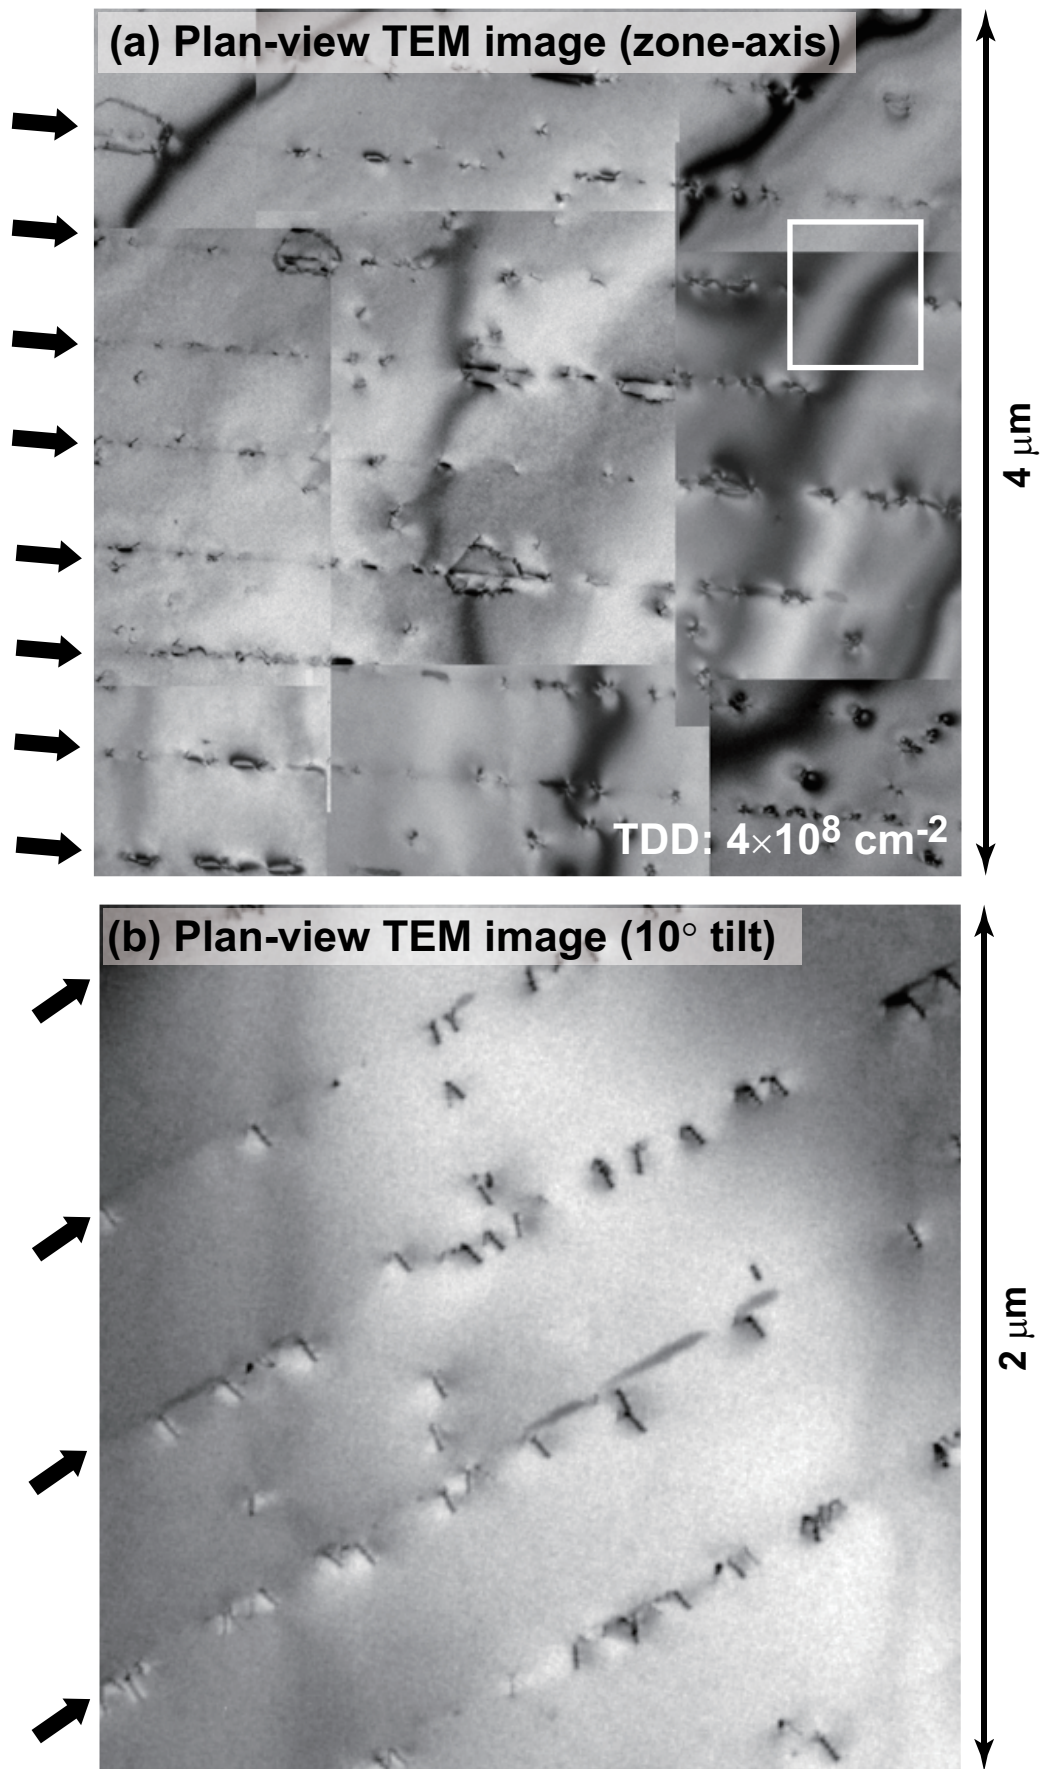 (a) Plan-view TEM image (zone-axis)
4 μm
TDD: 4×10⁸ cm⁻²
(b) Plan-view TEM image (10° tilt)
2 μm